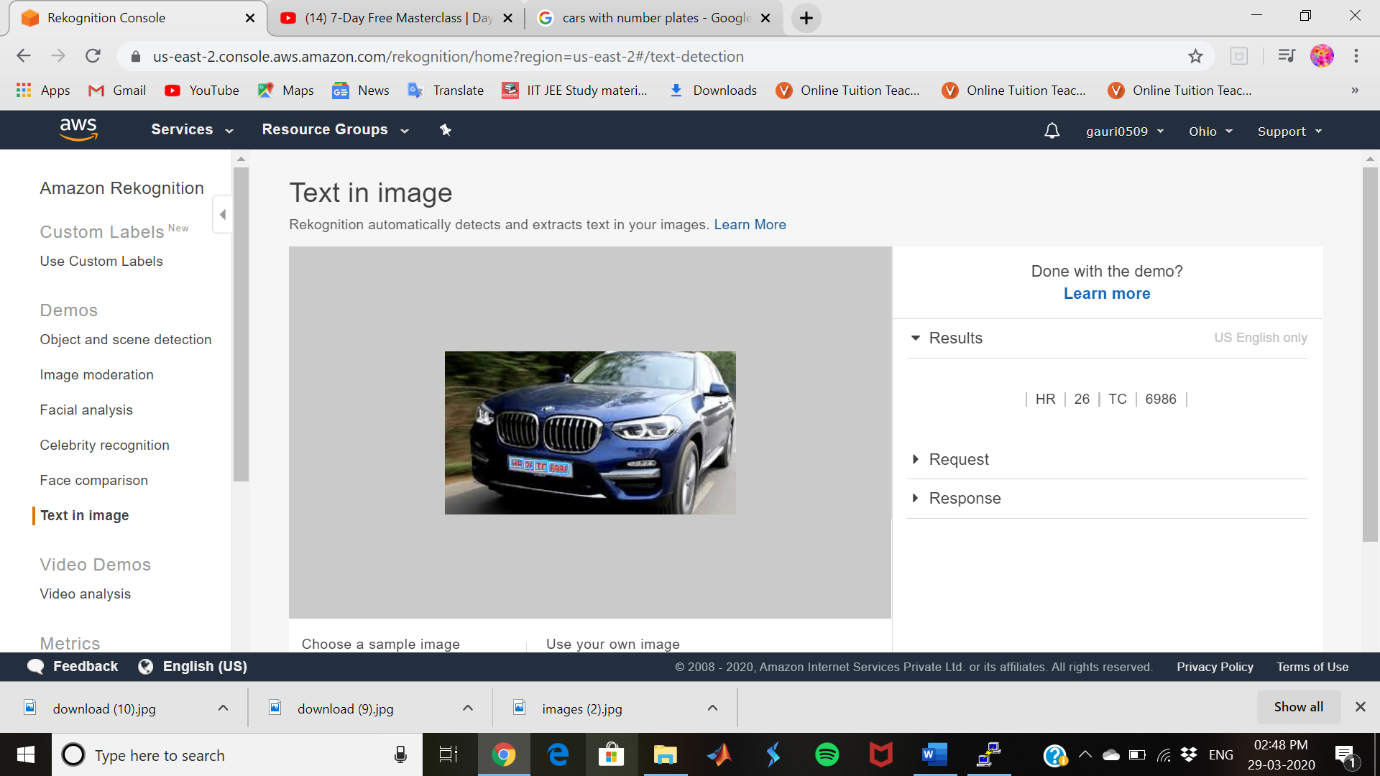 Rekognition Console
(14) 7-Day Free Masterclass | Day
cars with number plates - Google
us-east-2.console.aws.amazon.com/rekognition/home?region=us-east-2#/text-detection
Apps Gmail YouTube Maps News Translate IIT JEE Study materi... Downloads Online Tuition Teac... Online Tuition Teac... Online Tuition Teac... »
aws Services Resource Groups gauri0509 Ohio Support
Amazon Rekognition
Custom Labels New
Use Custom Labels
Demos
Object and scene detection
Image moderation
Facial analysis
Celebrity recognition
Face comparison
Text in image
Video Demos
Video analysis
Metrics
Text in image
Rekognition automatically detects and extracts text in your images. Learn More
HR 26 TC 6986
Choose a sample image
Use your own image
Done with the demo?
Learn more
Results US English only
| HR | 26 | TC | 6986 |
Request
Response
Feedback English (US) © 2008 - 2020, Amazon Internet Services Private Ltd. or its affiliates. All rights reserved. Privacy Policy Terms of Use
download (10).jpg download (9).jpg images (2).jpg Show all
Type here to search
ENG
02:48 PM
29-03-2020
1